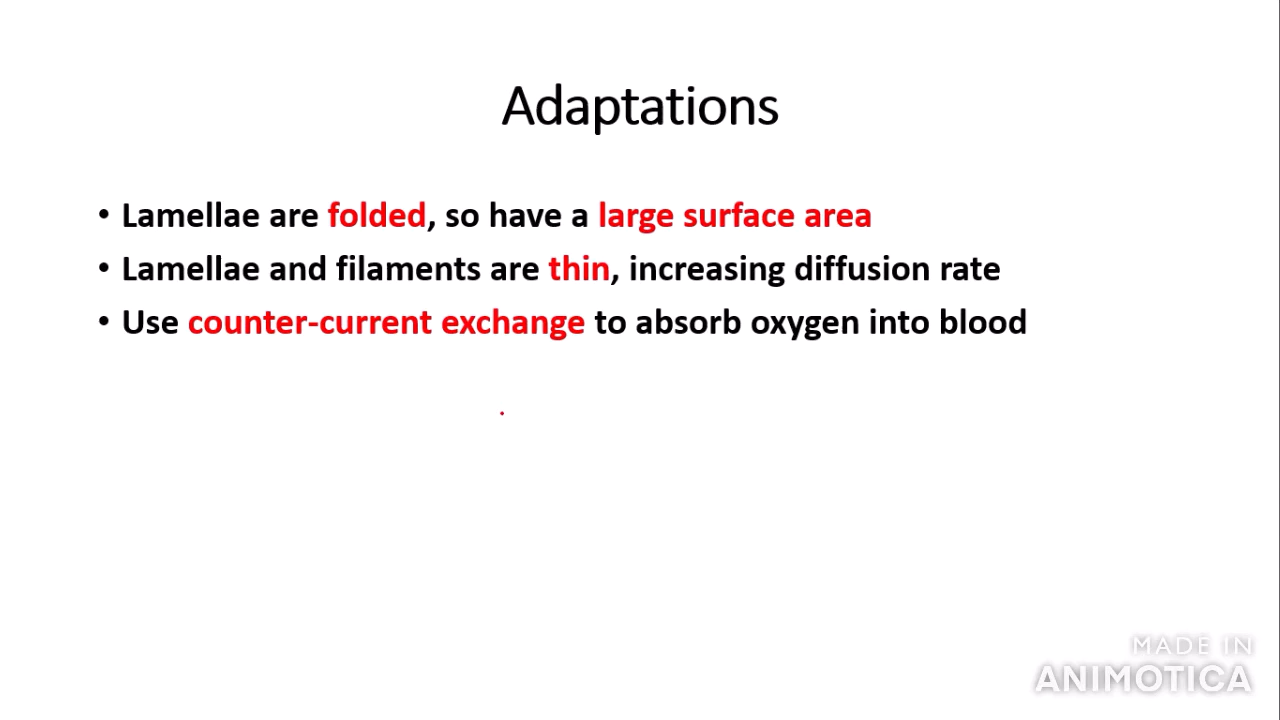 Adaptations
• Lamellae are folded, so have a large surface area
• Lamellae and filaments are thin, increasing diffusion rate
• Use counter-current exchange to absorb oxygen into blood
MADE IN
ANIMOTICA